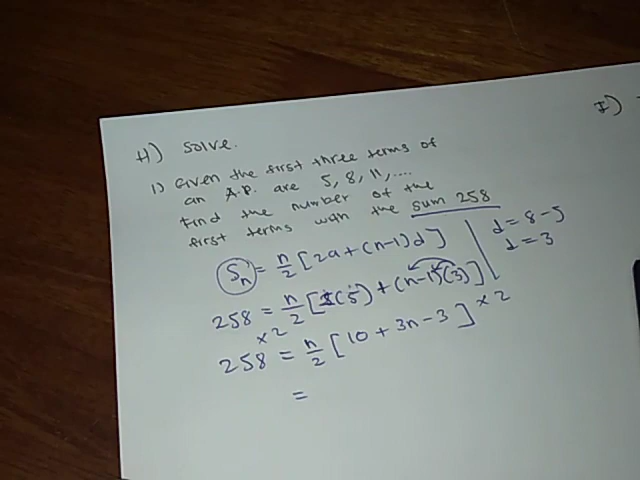 H) Solve.
I)
1) Given the first three terms of
an A.P. are 5, 8, 11, ....
Find the number of the
first terms with the sum 258
Sn = n/2 [2a + (n-1)d]
d = 8 - 5
d = 3
258 = n/2 [2(5) + (n-1)(3)]
×2 ×2
258 = n/2 [10 + 3n - 3]
=